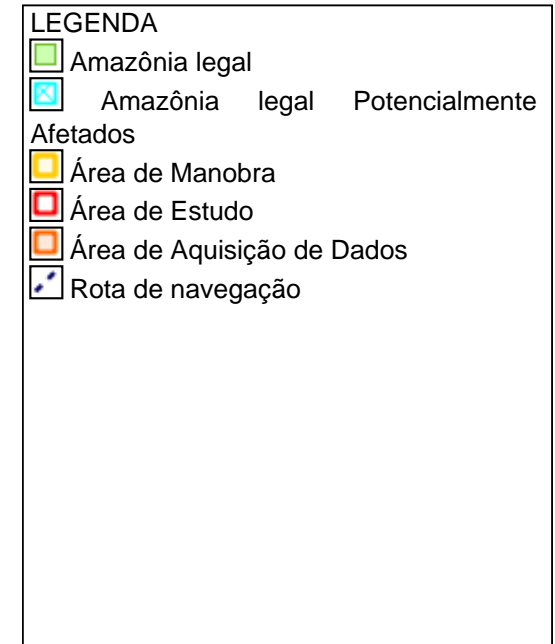 LEGENDA
Amazônia legal
Amazônia legal Potencialmente
Afetados
Área de Manobra
Área de Estudo
Área de Aquisição de Dados
Rota de navegação